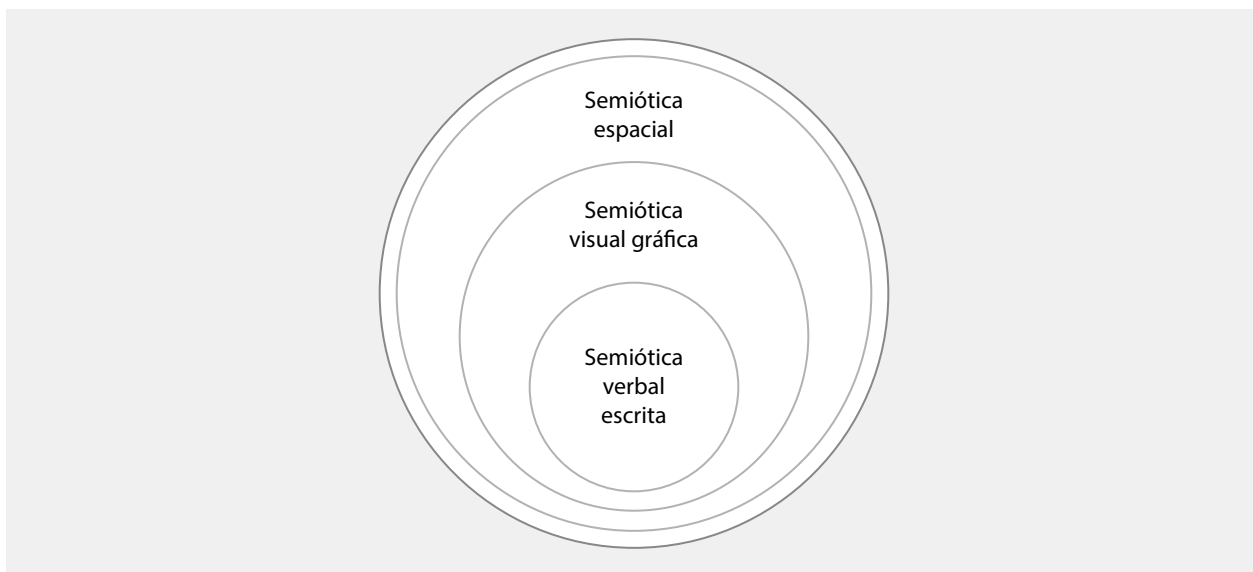 Semiótica
espacial
Semiótica
visual gráfica
Semiótica
verbal
escrita